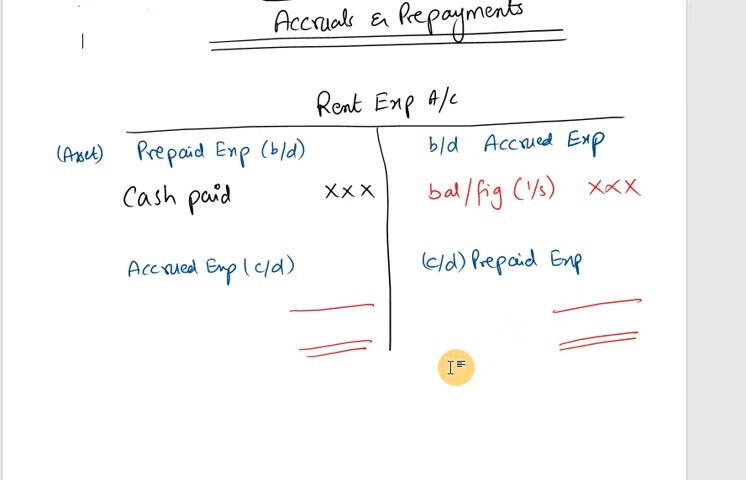 Accruals & Prepayments
Rent Exp A/c
(Asset) Prepaid Exp (b/d)
b/d Accrued Exp
Cash paid xxx
bal/fig (I/s) xxx
Accrued Exp (c/d)
(c/d) Prepaid Exp